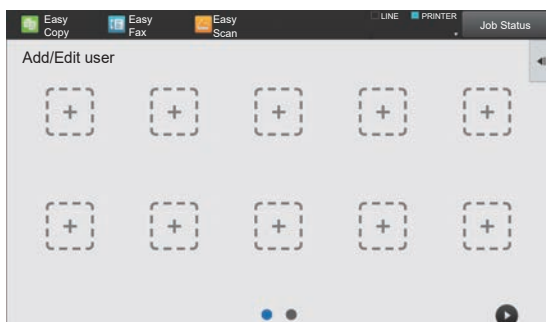 Easy Copy
Easy Fax
Easy Scan
LINE
PRINTER
Job Status
Add/Edit user